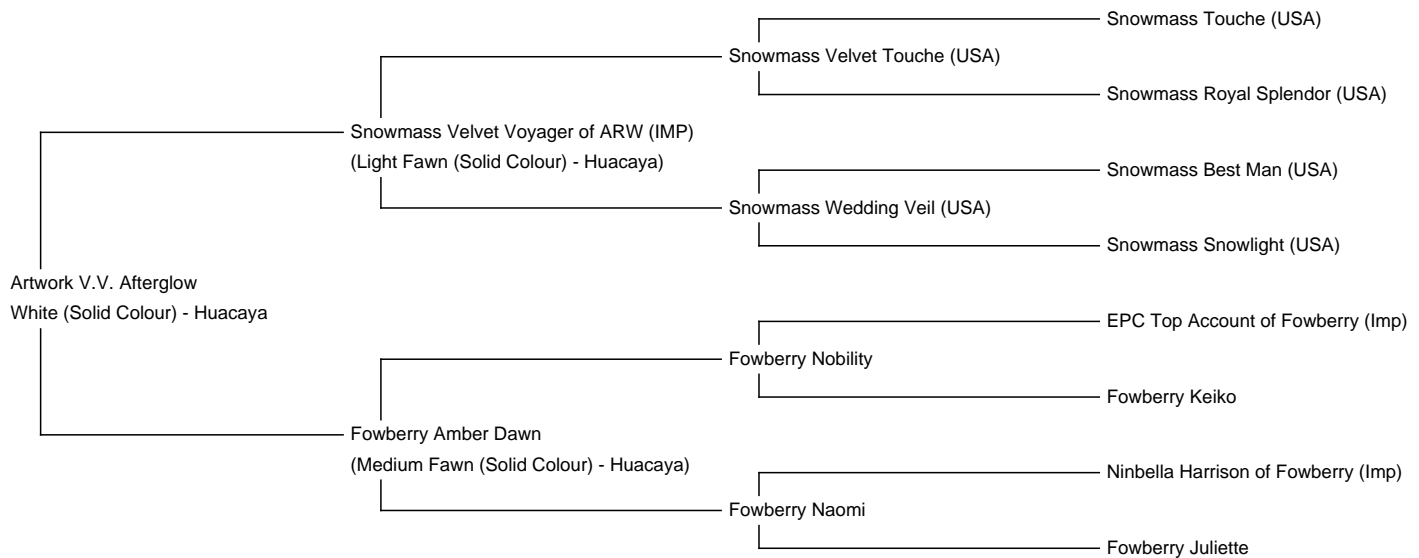 Snowmass Touche (USA)
Snowmass Velvet Touche (USA)
Snowmass Royal Splendor (USA)
Snowmass Velvet Voyager of ARW (IMP)
(Light Fawn (Solid Colour) - Huacaya)
Snowmass Best Man (USA)
Snowmass Wedding Veil (USA)
Snowmass Snowlight (USA)
Artwork V.V. Afterglow
White (Solid Colour) - Huacaya
EPC Top Account of Fowberry (Imp)
Fowberry Nobility
Fowberry Keiko
Fowberry Amber Dawn
(Medium Fawn (Solid Colour) - Huacaya)
Ninbella Harrison of Fowberry (Imp)
Fowberry Naomi
Fowberry Juliette